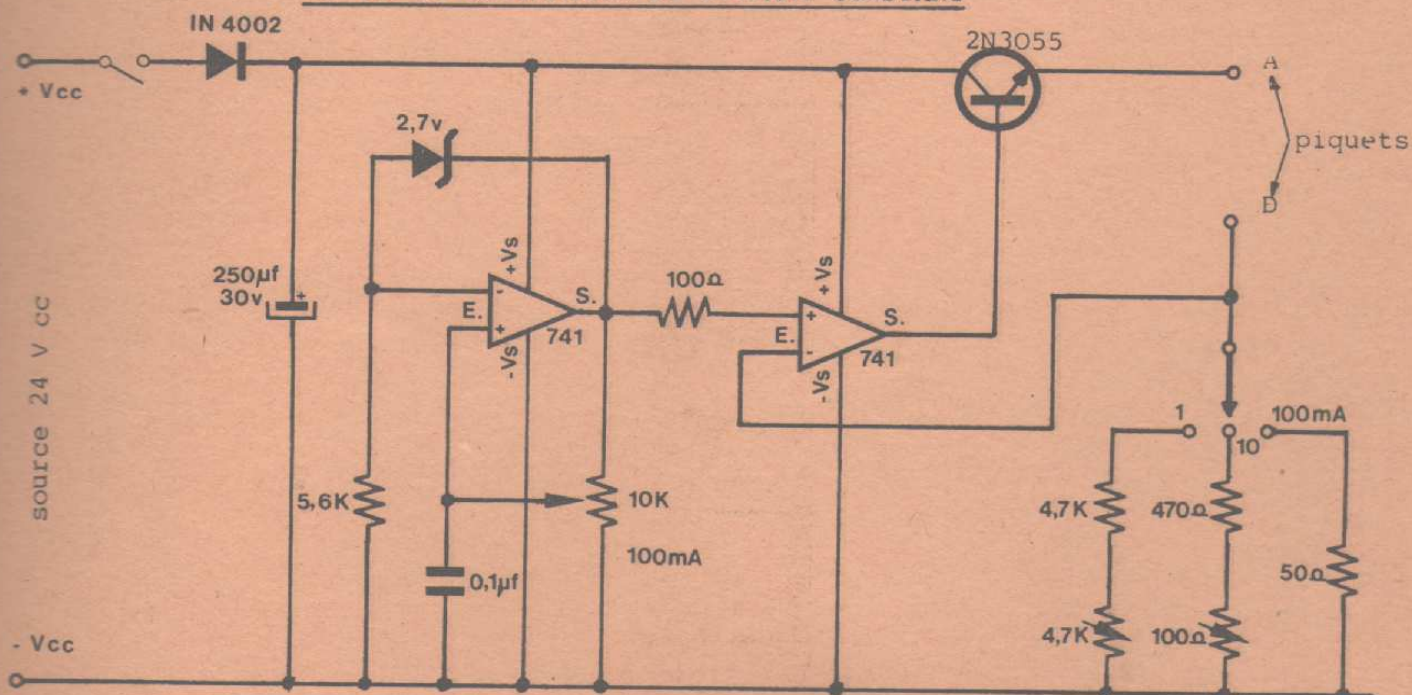 IN 4002
2N3055
+ Vcc
A
2,7v
piquets
D
+Vs
+Vs
250µf
30v
+
-
E.
S.
+
741
-Vs
100Ω
+
E.
S.
-
741
-Vs
source 24 V cc
1
10
100mA
5,6K
10K
4,7K
470Ω
100mA
0,1µf
50Ω
4,7K
100Ω
- Vcc